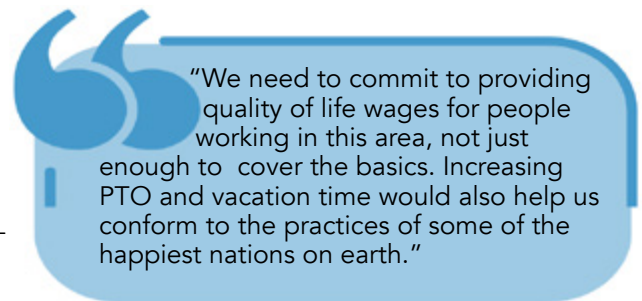 “We need to commit to providing
quality of life wages for people
working in this area, not just
enough to cover the basics. Increasing
PTO and vacation time would also help us
conform to the practices of some of the
happiest nations on earth.”